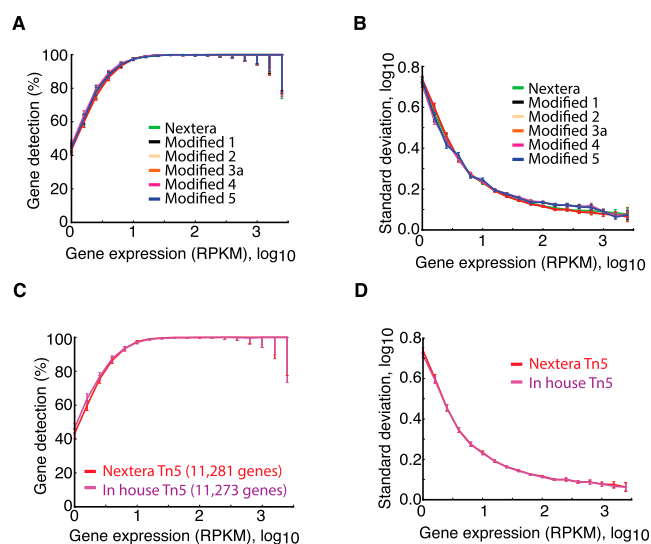 A
100
80
60
40
20
0
Gene detection (%)
Nextera
Modified 1
Modified 2
Modified 3a
Modified 4
Modified 5
0 1 2 3
Gene expression (RPKM), log10
B
0.8
0.6
0.4
0.2
0.0
Standard deviation, log10
Nextera
Modified 1
Modified 2
Modified 3a
Modified 4
Modified 5
0 1 2 3
Gene expression (RPKM), log10
C
100
80
60
40
20
0
Gene detection (%)
Nextera Tn5 (11,281 genes)
In house Tn5 (11,273 genes)
0 1 2 3
Gene expression (RPKM), log10
D
0.8
0.6
0.4
0.2
0.0
Standard deviation, log10
Nextera Tn5
In house Tn5
0 1 2 3
Gene expression (RPKM), log10